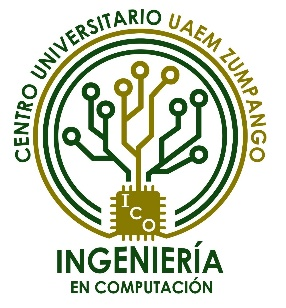 CENTRO UNIVERSITARIO UAEM ZUMPANGO
ICO
INGENIERÍA
EN COMPUTACIÓN